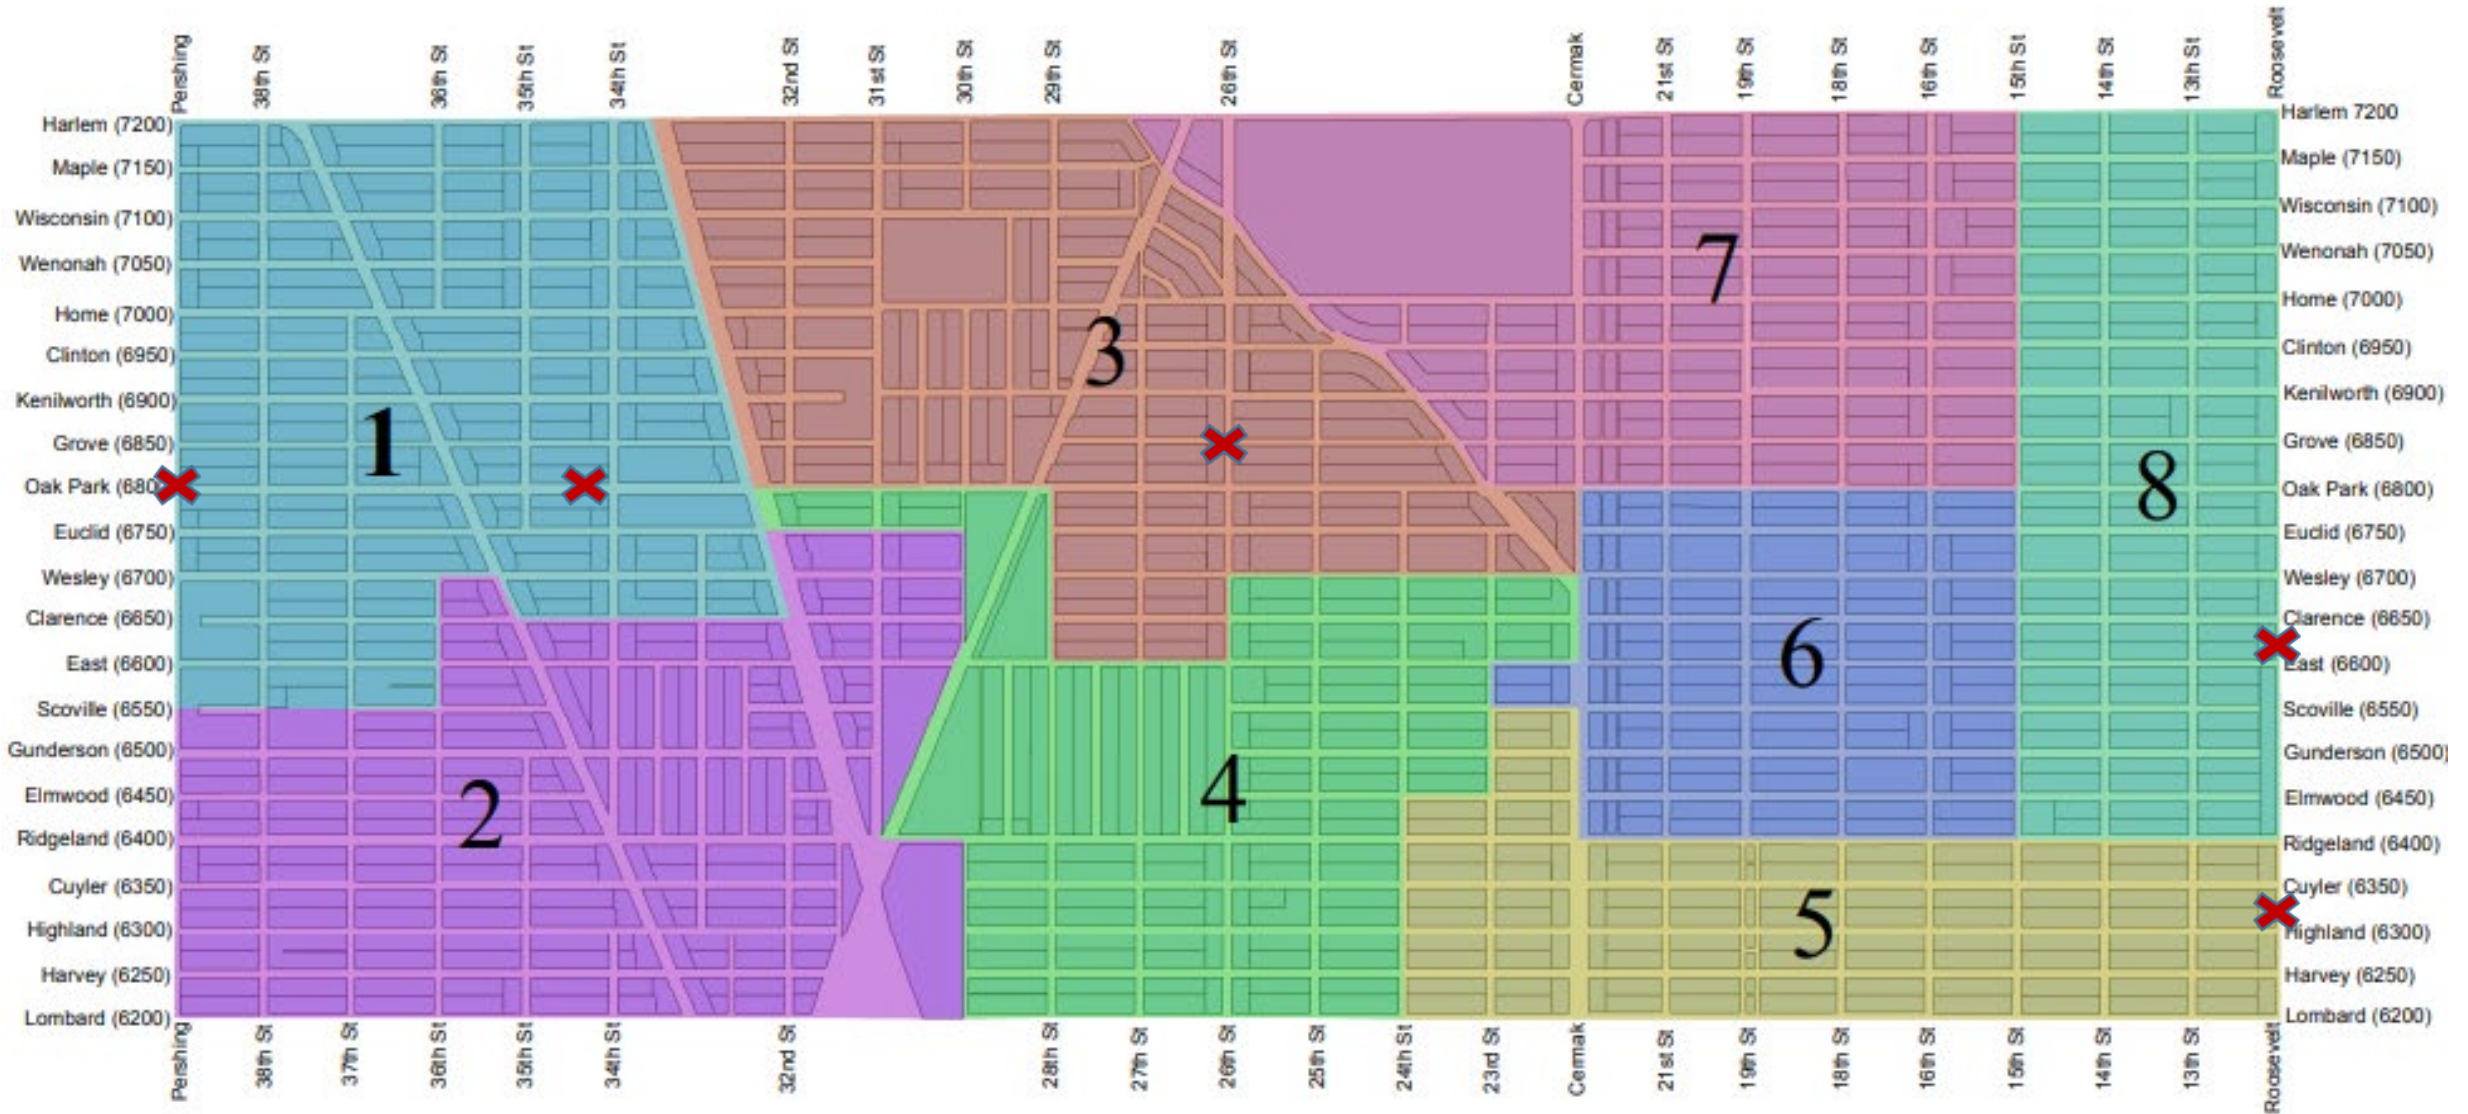 Pershing
38th St
36th St
35th St
34th St
32nd St
31st St
30th St
29th St
26th St
Cermak
21st St
19th St
18th St
16th St
15th St
14th St
13th St
Roosevelt
Harlem (7200)
Maple (7150)
Wisconsin (7100)
Wenonah (7050)
Home (7000)
Clinton (6950)
Kenilworth (6900)
Grove (6850)
Oak Park (680
Euclid (6750)
Wesley (6700)
Clarence (6650)
East (6600)
Scoville (6550)
Gunderson (6500)
Elmwood (6450)
Ridgeland (6400)
Cuyler (6350)
Highland (6300)
Harvey (6250)
Lombard (6200)
1
2
3
4
5
6
7
8
Harlem 7200
Maple (7150)
Wisconsin (7100)
Wenonah (7050)
Home (7000)
Clinton (6950)
Kenilworth (6900)
Grove (6850)
Oak Park (6800)
Euclid (6750)
Wesley (6700)
Clarence (6650)
East (6600)
Scoville (6550)
Gunderson (6500)
Elmwood (6450)
Ridgeland (6400)
Cuyler (6350)
Highland (6300)
Harvey (6250)
Lombard (6200)
Pershing
38th St
37th St
36th St
35th St
34th St
32nd St
28th St
27th St
26th St
25th St
24th St
23rd St
Cermak
21st St
19th St
18th St
16th St
15th St
14th St
13th St
Roosevelt